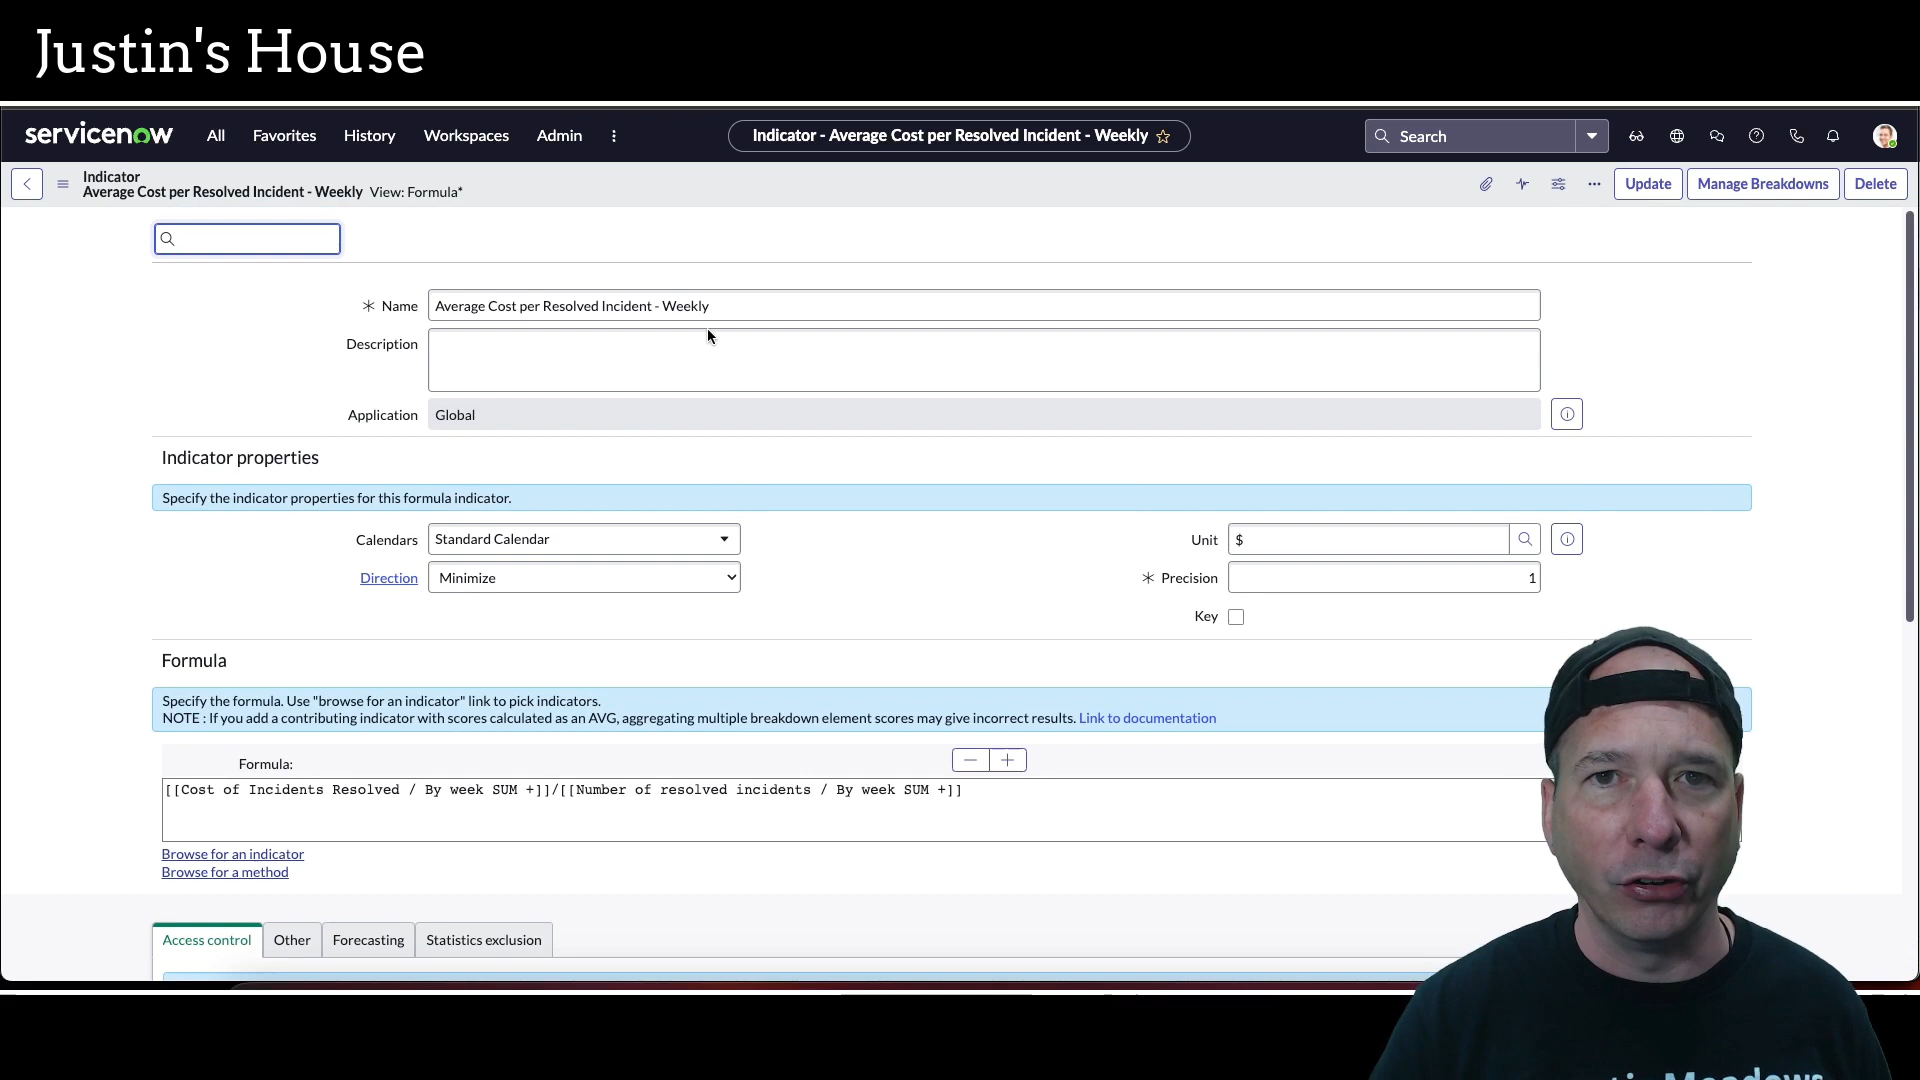 Justin's House
servicenow
All
Favorites
History
Workspaces
Admin
Indicator - Average Cost per Resolved Incident - Weekly
Search
Indicator
Average Cost per Resolved Incident - Weekly View: Formula*
Update
Manage Breakdowns
Delete
Name
Average Cost per Resolved Incident - Weekly
Description
Application
Global
Indicator properties
Specify the indicator properties for this formula indicator.
Calendars
Standard Calendar
Unit
$
Direction
Minimize
Precision
1
Key
Formula
Specify the formula. Use "browse for an indicator" link to pick indicators.
NOTE : If you add a contributing indicator with scores calculated as an AVG, aggregating multiple breakdown element scores may give incorrect results. Link to documentation
Formula:
[[Cost of Incidents Resolved / By week SUM +]]/[[Number of resolved incidents / By week SUM +]]
Browse for an indicator
Browse for a method
Access control
Other
Forecasting
Statistics exclusion